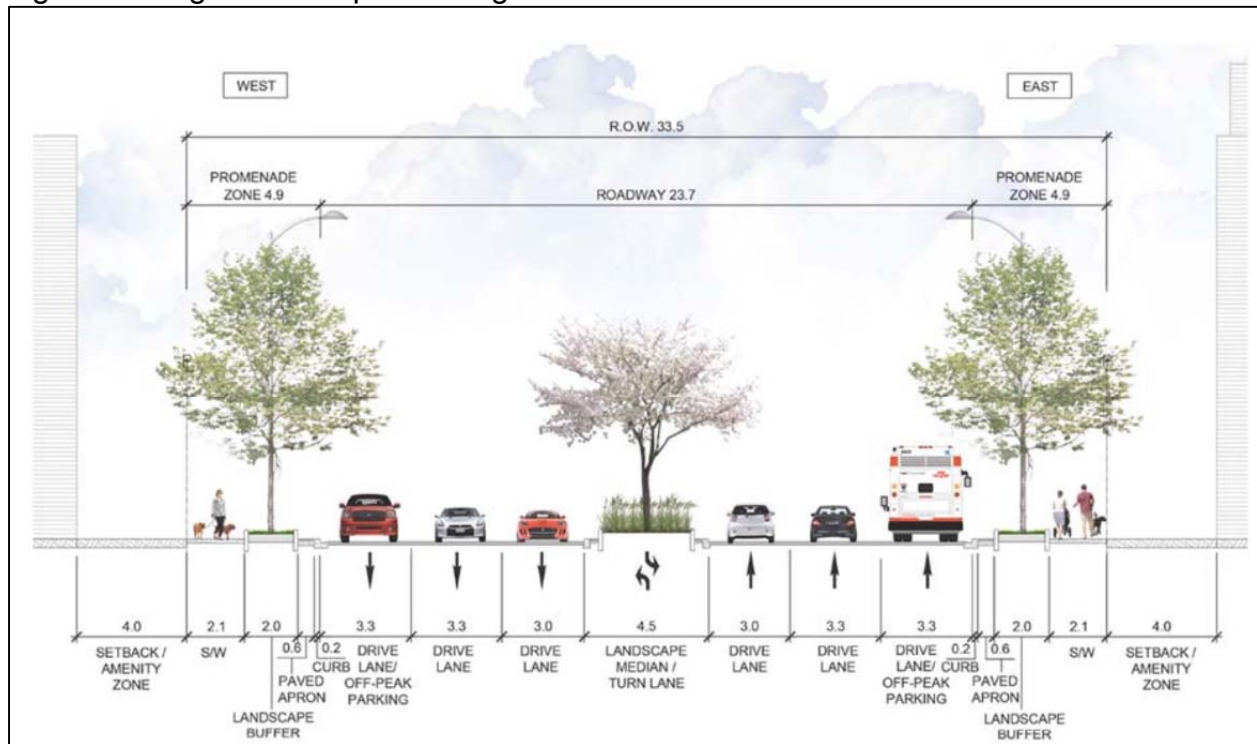 WEST
EAST
R.O.W. 33.5
PROMENADE
ZONE 4.9
ROADWAY 23.7
PROMENADE
ZONE 4.9
4.0
SETBACK /
AMENITY
ZONE
2.1
S/W
2.0
LANDSCAPE
BUFFER
0.6
PAVED
APRON
0.2
CURB
3.3
DRIVE
LANE/
OFF-PEAK
PARKING
3.3
DRIVE
LANE
3.0
DRIVE
LANE
4.5
LANDSCAPE
MEDIAN /
TURN LANE
3.0
DRIVE
LANE
3.3
DRIVE
LANE
3.3
DRIVE
LANE/
OFF-PEAK
PARKING
0.2
CURB
0.6
PAVED
APRON
2.0
LANDSCAPE
BUFFER
2.1
S/W
4.0
SETBACK /
AMENITY
ZONE